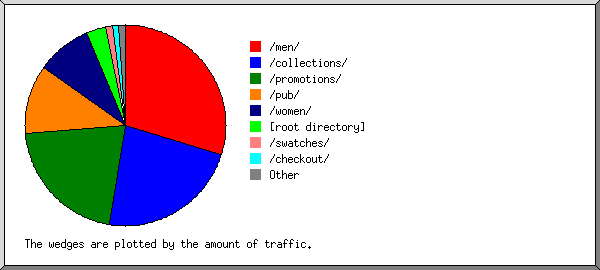 /men/
/collections/
/promotions/
/pub/
/women/
[root directory]
/swatches/
/checkout/
Other
The wedges are plotted by the amount of traffic.